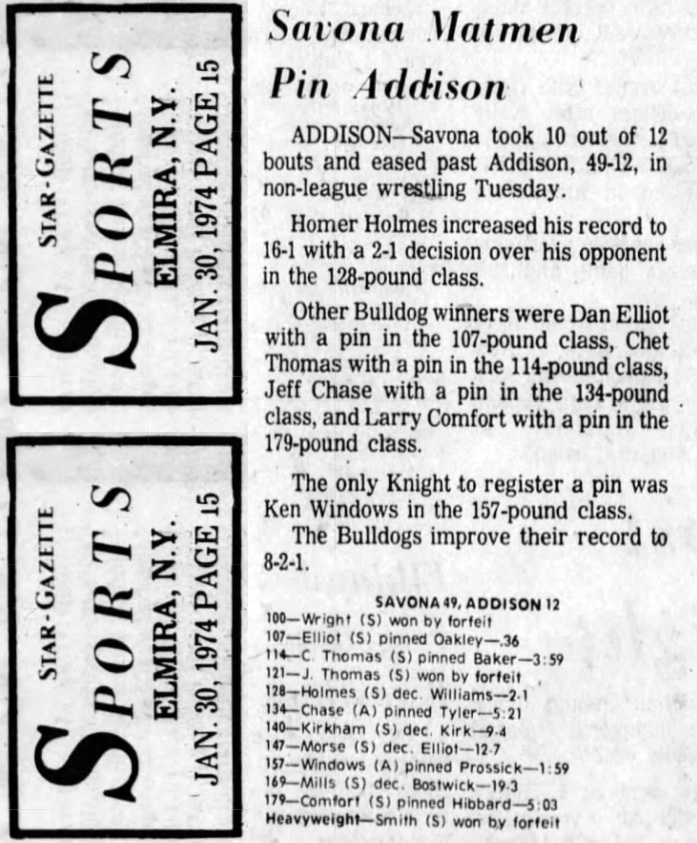 STAR-GAZETTE
SPORTS
ELMIRA, N.Y.
JAN. 30, 1974 PAGE 15
STAR-GAZETTE
SPORTS
ELMIRA, N.Y.
JAN. 30, 1974 PAGE 15
Savona Matmen
Pin Addison
ADDISON—Savona took 10 out of 12
bouts and eased past Addison, 49-12, in
non-league wrestling Tuesday.
Homer Holmes increased his record to
16-1 with a 2-1 decision over his opponent
in the 128-pound class.
Other Bulldog winners were Dan Elliot
with a pin in the 107-pound class, Chet
Thomas with a pin in the 114-pound class,
Jeff Chase with a pin in the 134-pound
class, and Larry Comfort with a pin in the
179-pound class.
The only Knight to register a pin was
Ken Windows in the 157-pound class.
The Bulldogs improve their record to
8-2-1.
SAVONA 49, ADDISON 12
100—Wright (S) won by forfeit
107—Elliot (S) pinned Oakley—.36
114—C. Thomas (S) pinned Baker—3:59
121—J. Thomas (S) won by forfeit
128—Holmes (S) dec. Williams—2-1
134—Chase (A) pinned Tyler—5:21
140—Kirkham (S) dec. Kirk—9-4
147—Morse (S) dec. Elliot—12-7
157—Windows (A) pinned Prossick—1:59
169—Mills (S) dec. Bostwick—19-3
179—Comfort (S) pinned Hibbard—5:03
Heavyweight—Smith (S) won by forfeit